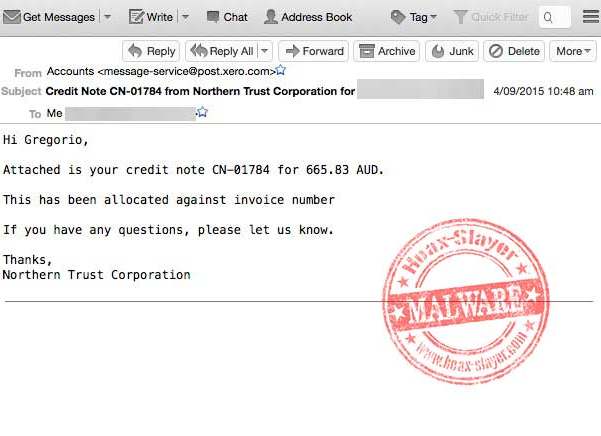 Get Messages Write Chat Address Book Tag Quick Filter
Reply Reply All Forward Archive Junk Delete More
From Accounts <message-service@post.xero.com>
Subject Credit Note CN-01784 from Northern Trust Corporation for 4/09/2015 10:48 am
To Me
Hi Gregorio,
Attached is your credit note CN-01784 for 665.83 AUD.
This has been allocated against invoice number
If you have any questions, please let us know.
Thanks,
Northern Trust Corporation
Hoax-Slayer
MALWARE
www.hoax-slayer.com